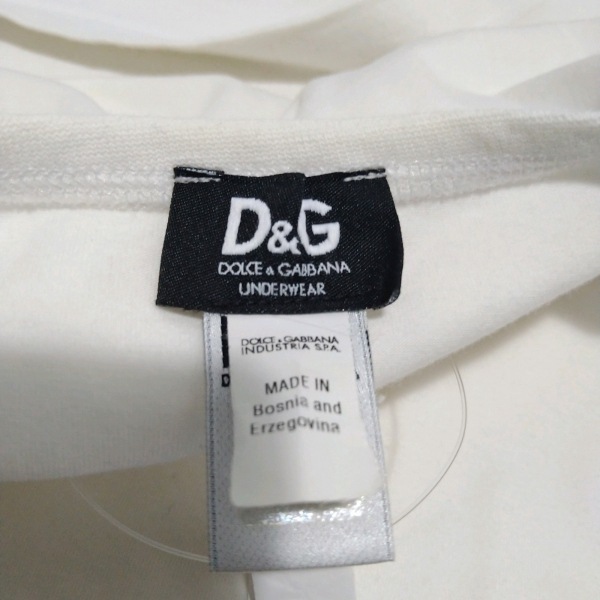 D&G
DOLCE & GABBANA
UNDERWEAR
DOLCE & GABBANA
INDUSTRIA S.P.A.
D
MADE IN
Bosnia and
Erzegovina